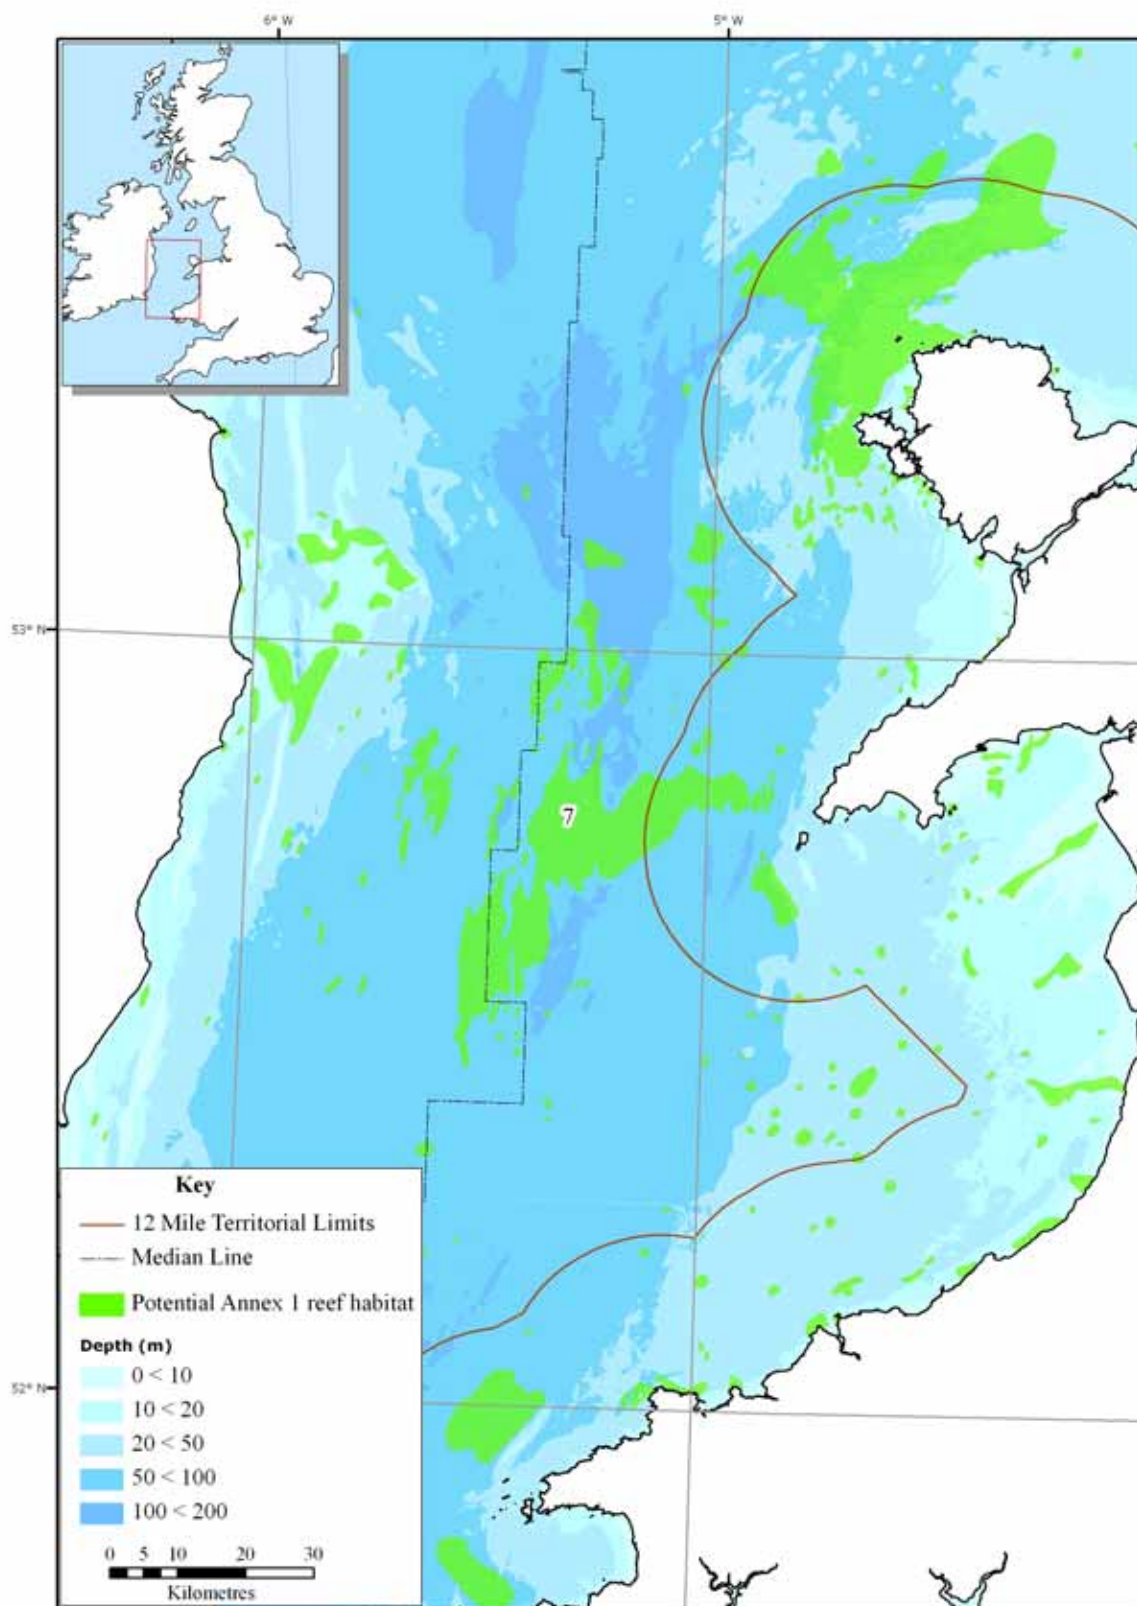 6° W
5° W
53° N
7
Key
12 Mile Territorial Limits
Median Line
Potential Annex 1 reef habitat
Depth (m)
0 < 10
10 < 20
20 < 50
50 < 100
100 < 200
52° N
0 5 10 20 30
Kilometres